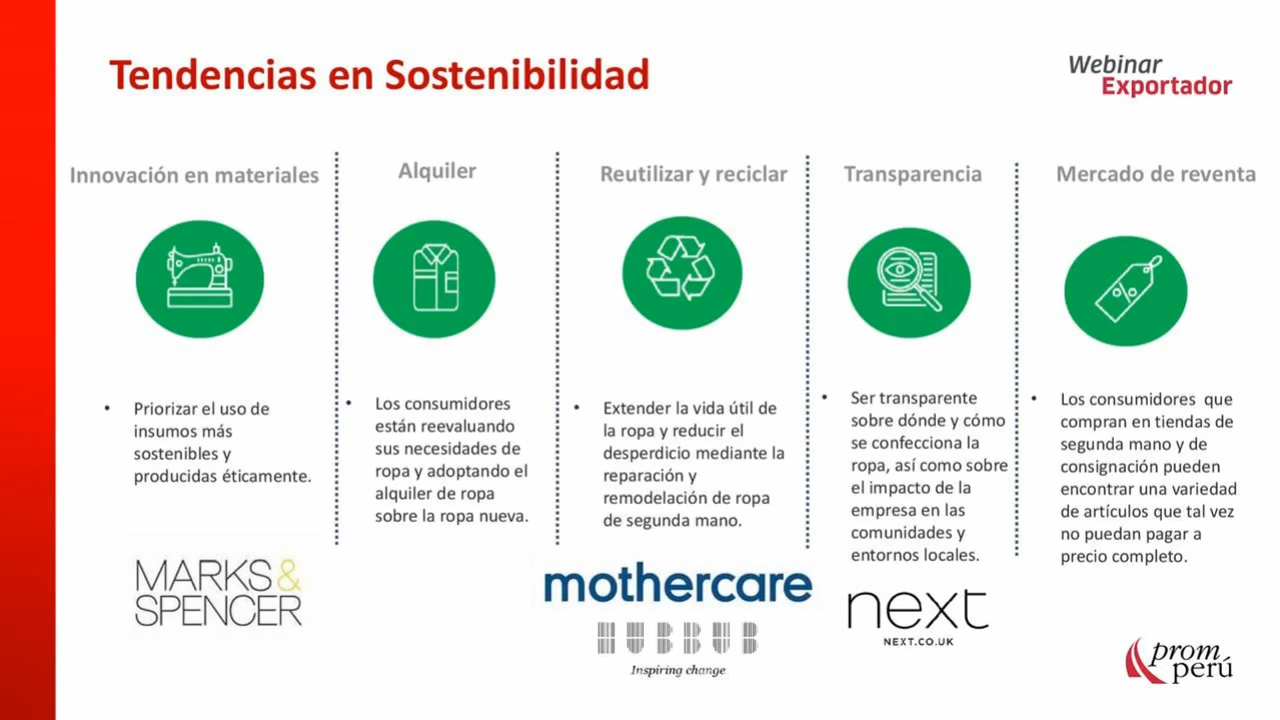 Tendencias en Sostenibilidad
Webinar
Exportador
Innovación en materiales
Priorizar el uso de
insumos más
sostenibles y
producidas éticamente.
MARKS &
SPENCER
Alquiler
Los consumidores
están reevaluando
sus necesidades de
ropa y adoptando el
alquiler de ropa
sobre la ropa nueva.
Reutilizar y reciclar
Extender la vida útil de
la ropa y reducir el
desperdicio mediante la
reparación y
remodelación de ropa
de segunda mano.
mothercare
HUBBUB
Inspiring change
Transparencia
Ser transparente
sobre dónde y cómo
se confecciona la
ropa, así como sobre
el impacto de la
empresa en las
comunidades y
entornos locales.
next
NEXT.CO.UK
Mercado de reventa
Los consumidores que
compran en tiendas de
segunda mano y de
consignación pueden
encontrar una variedad
de artículos que tal vez
no puedan pagar a
precio completo.
prom
perú